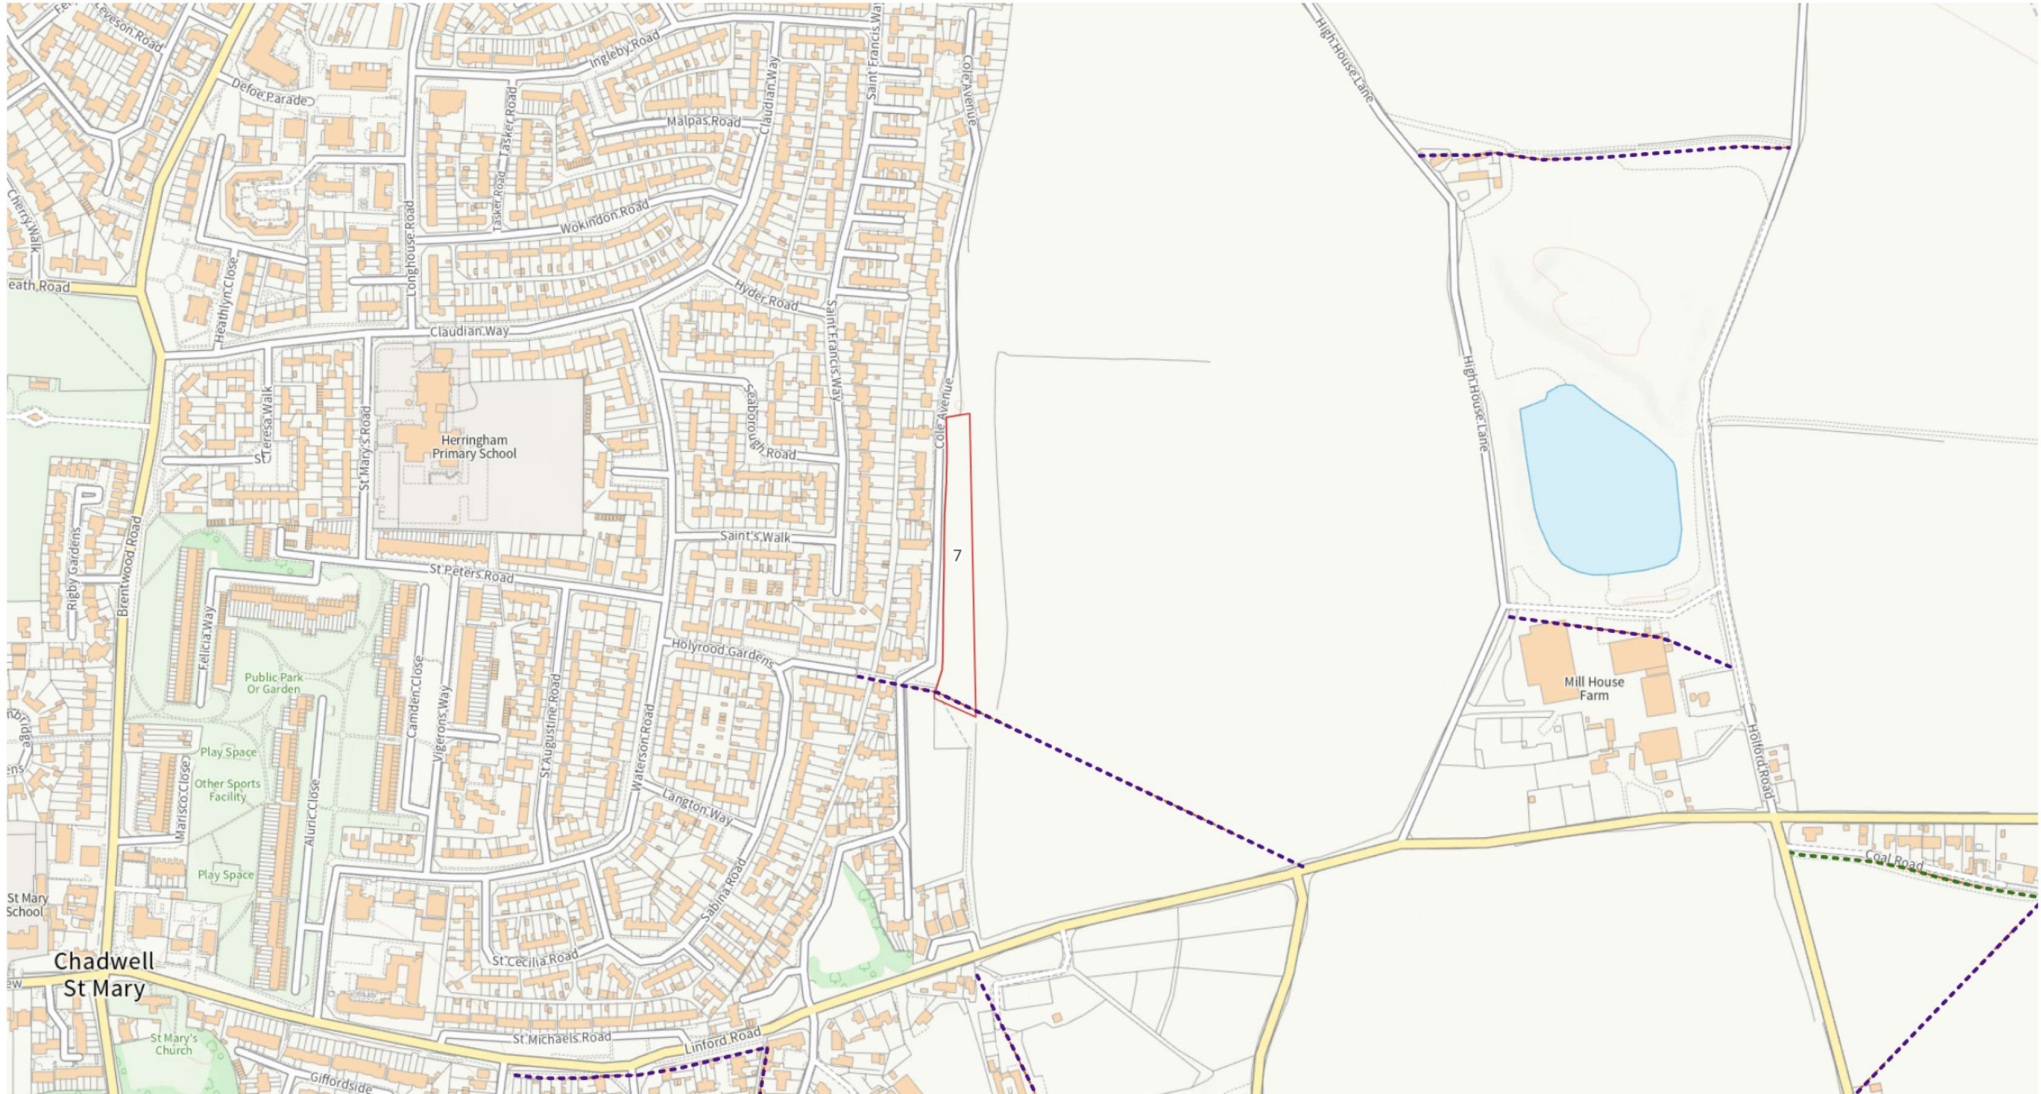 Leveson Road
Ingleby Road
Saint Francis Way
Cole Avenue
High House Lane
Defoe Parade
Tasker Road
Tasker Road
Malpas Road
Claudian Way
Cherry Walk
Longhouse Road
Wokindon Road
Heathlyn Close
eath Road
Hyder Road
Claudian Way
Saint Francis Way
High House Lane
St Teresa Walk
St Mary's Road
Herringham
Primary School
Seaborough Road
Cole Avenue
Brentwood Road
Rigby Gardens
Saint's Walk
7
St Peters Road
Felicia Way
Holyrood Gardens
Public Park
Or Garden
Camden Close
Vigerons Way
St Augustine Road
Waterson Road
Mill House
Farm
nbridge
ens
Play Space
Other Sports
Facility
Marisco Close
Aluric Close
Langton Way
Holford Road
Play Space
Coal Road
St Mary
School
Sabina Road
St Cecilia Road
Chadwell
St Mary
ew
St Mary's
Church
St Michaels Road
Linford Road
Giffordside